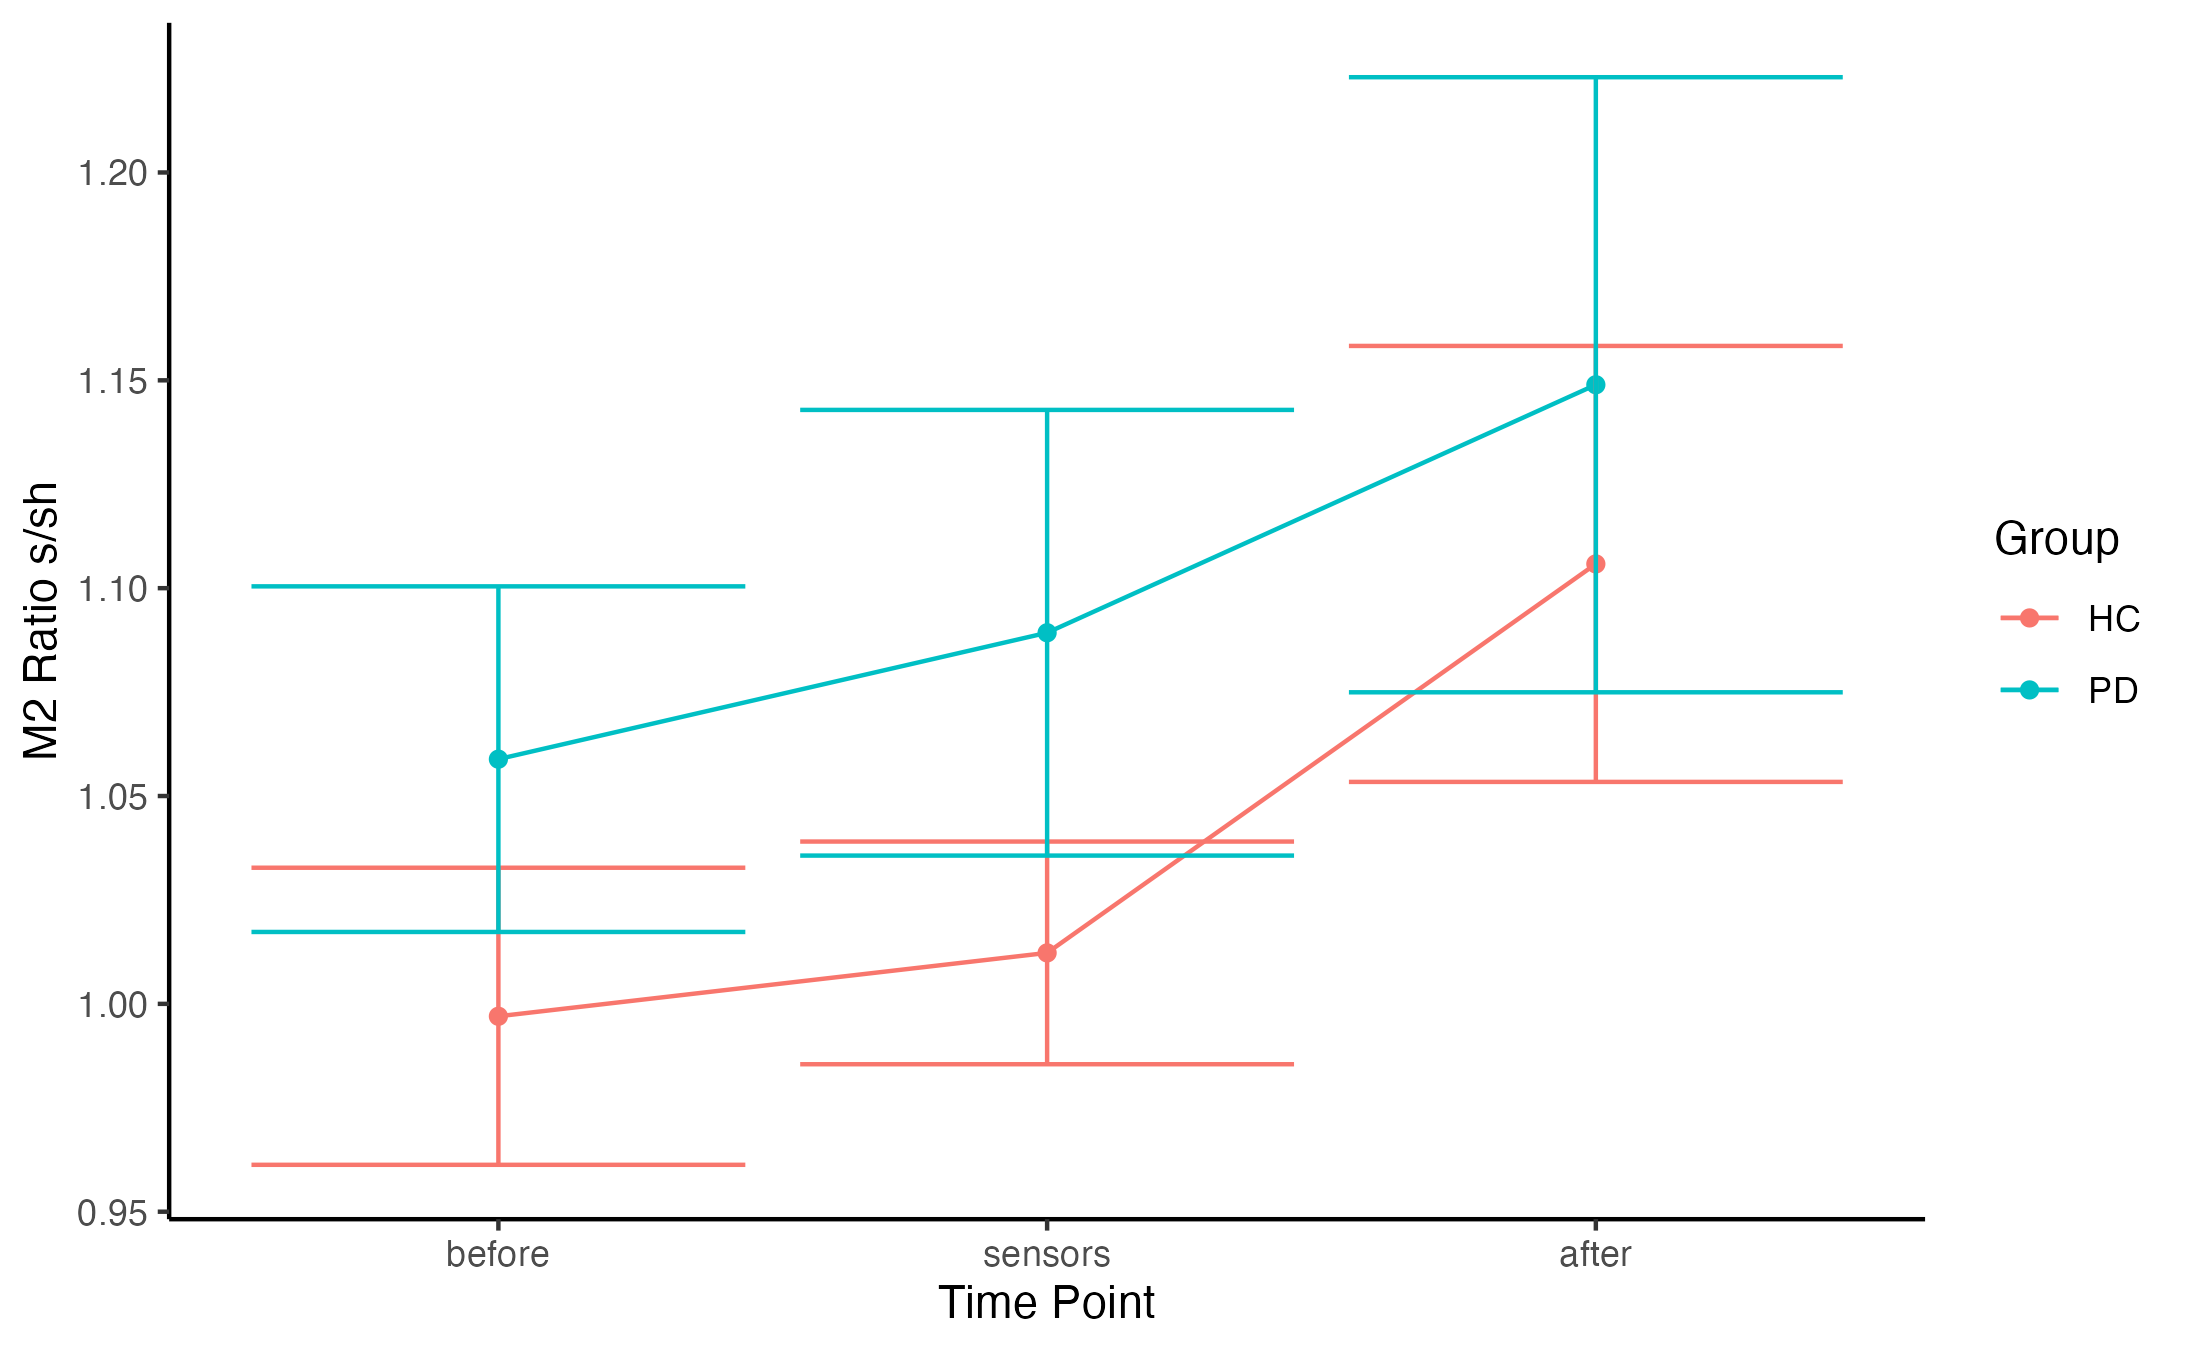 M2 Ratio s/sh
1.20
1.15
1.10
1.05
1.00
0.95
before
sensors
after
Time Point
Group
HC
PD